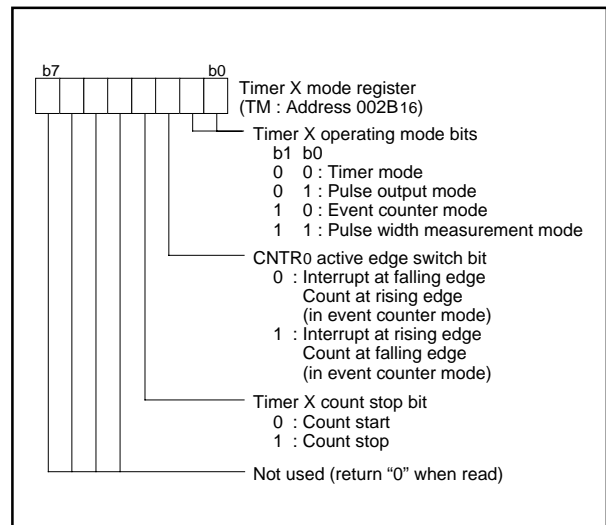 b7 b0
Timer X mode register
(TM : Address 002B16)
Timer X operating mode bits
b1 b0
0 0 : Timer mode
0 1 : Pulse output mode
1 0 : Event counter mode
1 1 : Pulse width measurement mode
CNTR0 active edge switch bit
0 : Interrupt at falling edge
Count at rising edge
(in event counter mode)
1 : Interrupt at rising edge
Count at falling edge
(in event counter mode)
Timer X count stop bit
0 : Count start
1 : Count stop
Not used (return “0” when read)